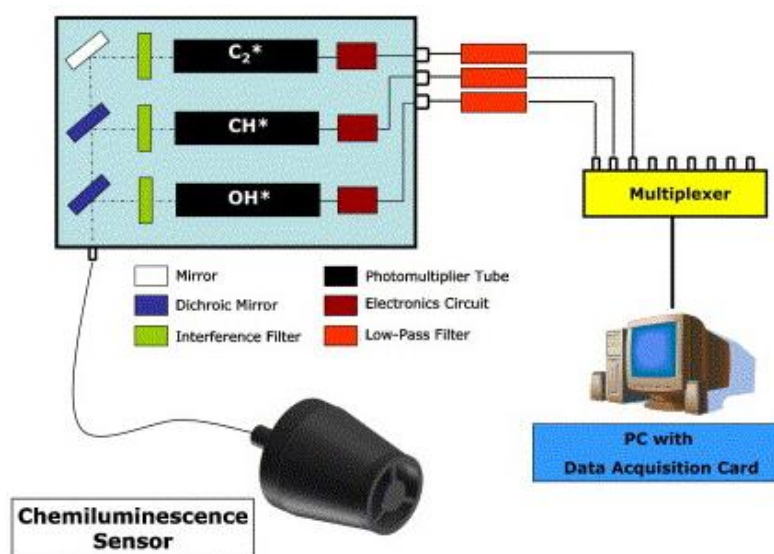 C₂*
CH*
OH*
Multiplexer
Mirror
Photomultiplier Tube
Dichroic Mirror
Electronics Circuit
Interference Filter
Low-Pass Filter
PC with
Data Acquisition Card
Chemiluminescence
Sensor